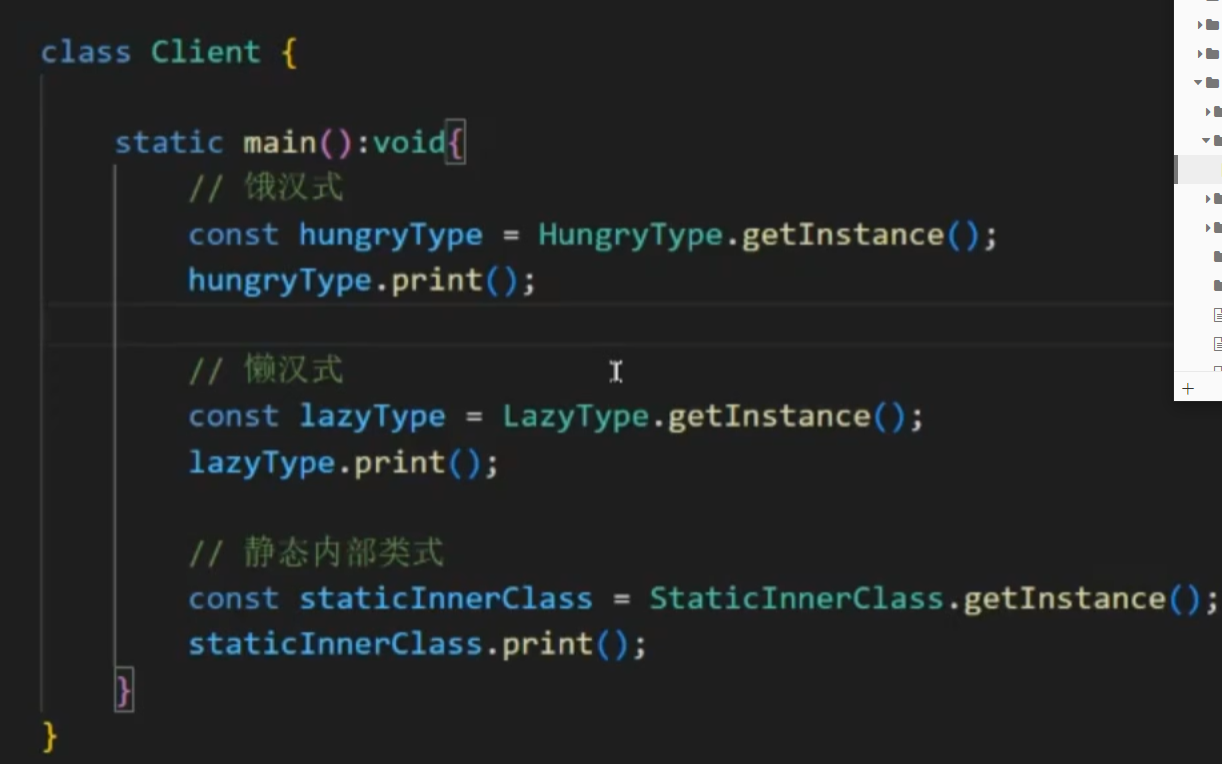 class Client {
static main():void{
// 饿汉式
const hungryType = HungryType.getInstance();
hungryType.print();
// 懒汉式
const lazyType = LazyType.getInstance();
lazyType.print();
// 静态内部类式
const staticInnerClass = StaticInnerClass.getInstance();
staticInnerClass.print();
}
}